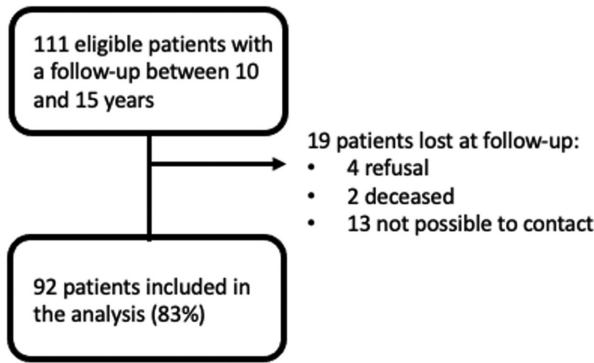 111 eligible patients with
a follow-up between 10
and 15 years
19 patients lost at follow-up:
• 4 refusal
• 2 deceased
• 13 not possible to contact
92 patients included in
the analysis (83%)